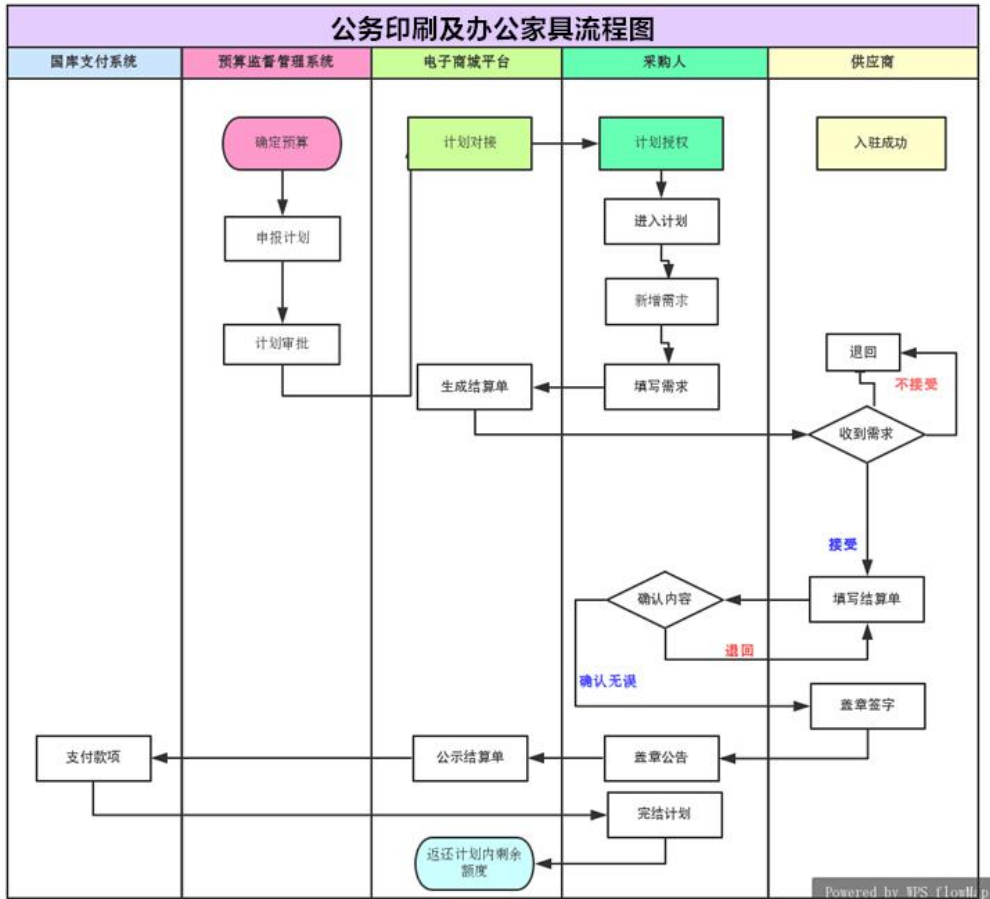 公务印刷及办公家具流程图
国库支付系统
预算监督管理系统
电子商城平台
采购人
供应商
确定预算
计划对接
计划授权
入驻成功
申报计划
进入计划
新增需求
计划审批
退回
不接受
生成结算单
填写需求
收到需求
接受
确认内容
填写结算单
退回
确认无误
盖章签字
支付款项
公示结算单
盖章公告
完结计划
返还计划内剩余
额度
Powered by WPS flowMap